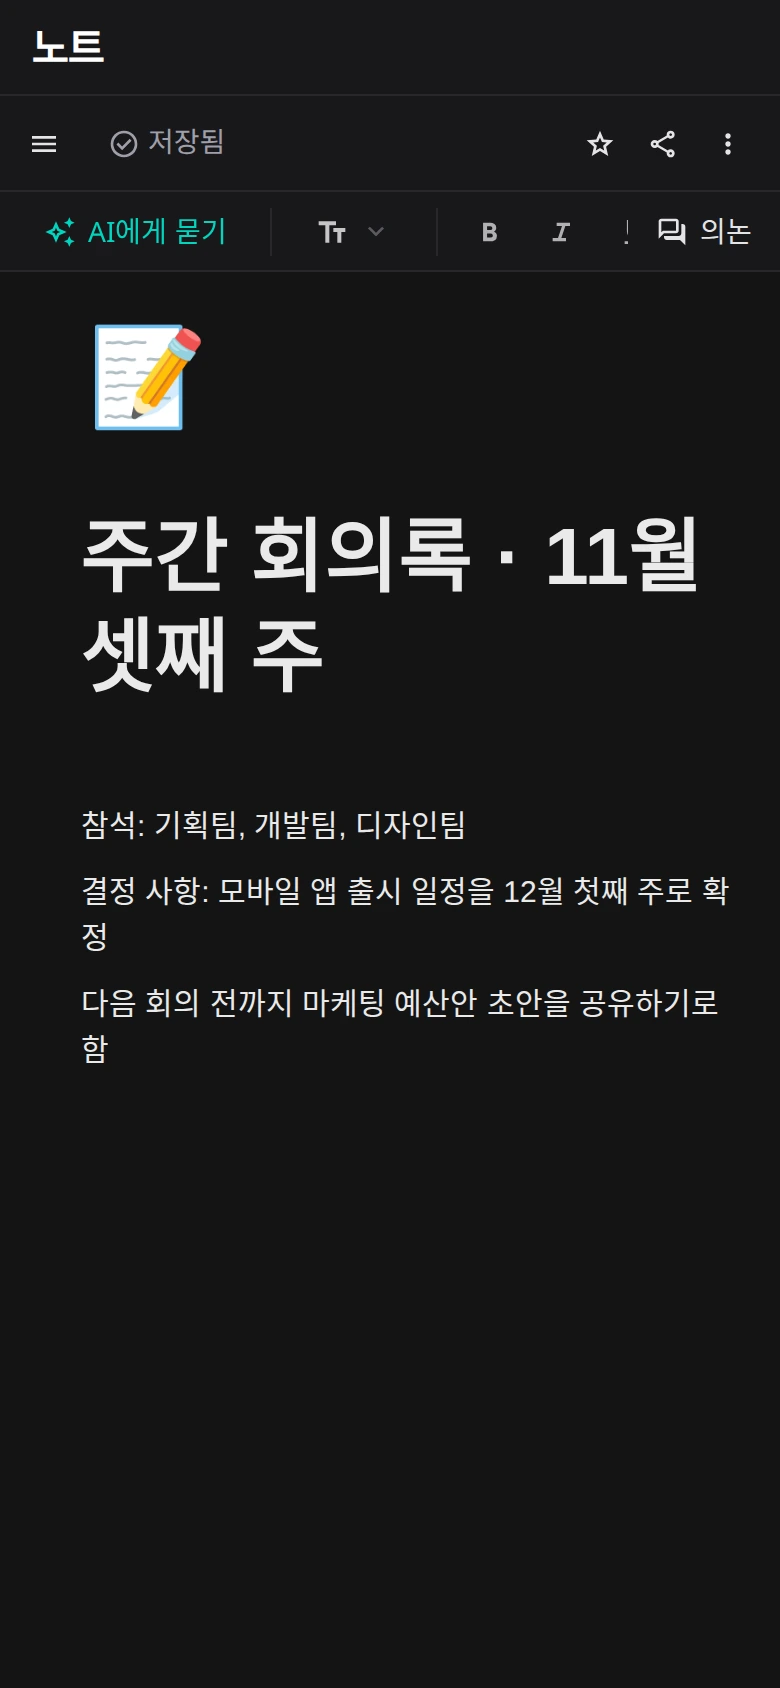 노트
저장됨
AI에게 묻기
B I 의논
주간 회의록 · 11월
셋째 주
참석: 기획팀, 개발팀, 디자인팀
결정 사항: 모바일 앱 출시 일정을 12월 첫째 주로 확
정
다음 회의 전까지 마케팅 예산안 초안을 공유하기로
함